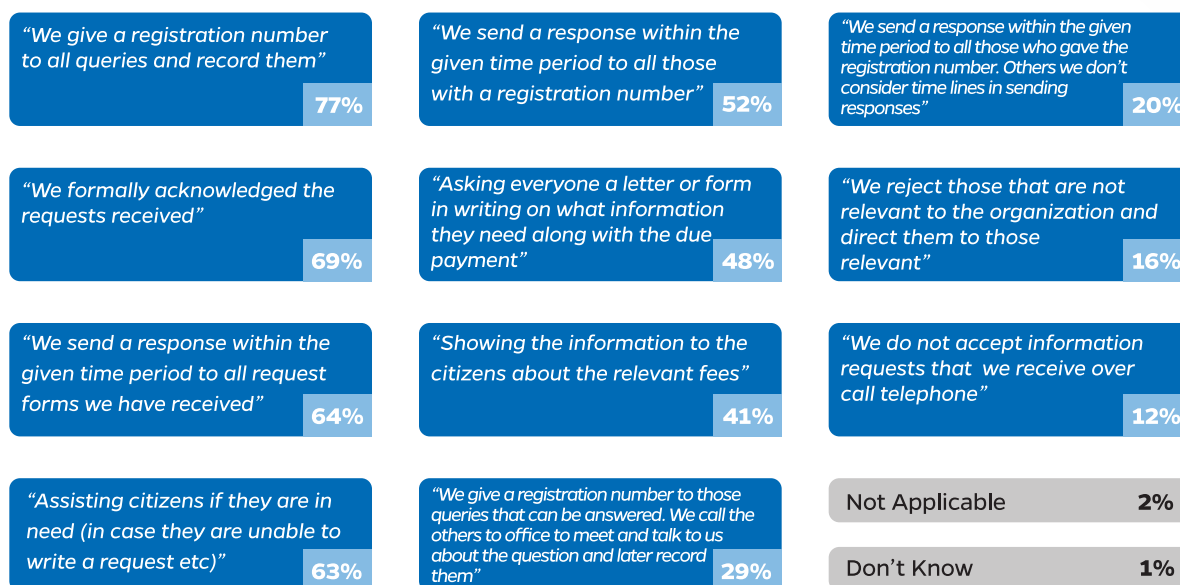 “We give a registration number
to all queries and record them”
77%
“We formally acknowledged the
requests received”
69%
“We send a response within the
given time period to all request
forms we have received”
64%
“Assisting citizens if they are in
need (in case they are unable to
write a request etc)”
63%
“We send a response within the
given time period to all those
with a registration number”
52%
“Asking everyone a letter or form
in writing on what information
they need along with the due
payment”
48%
“Showing the information to the
citizens about the relevant fees”
41%
“We give a registration number to those
queries that can be answered. We call the
others to office to meet and talk to us
about the question and later record
them”
29%
“We send a response within the given
time period to all those who gave the
registration number. Others we don’t
consider time lines in sending
responses”
20%
“We reject those that are not
relevant to the organization and
direct them to those
relevant”
16%
“We do not accept information
requests that we receive over
call telephone”
12%
Not Applicable 2%
Don’t Know 1%